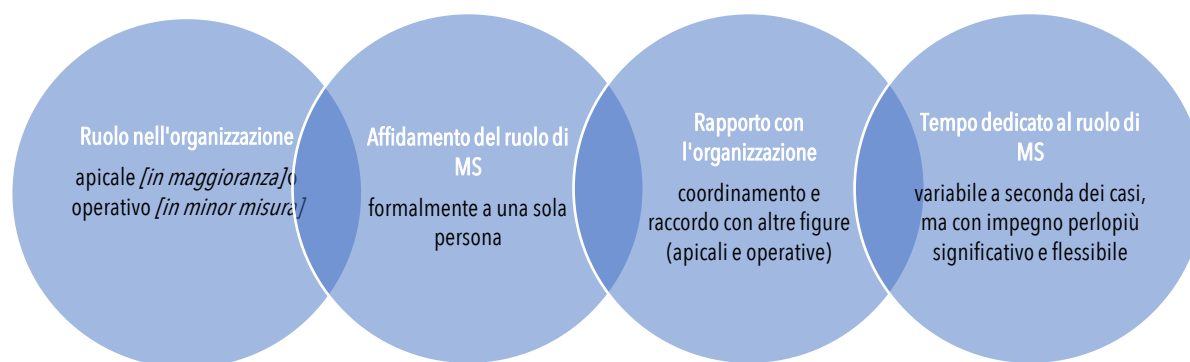 Ruolo nell'organizzazione
apicale [in maggioranza]o
operativo [in minor misura]
Affidamento del ruolo di
MS
formalmente a una sola
persona
Rapporto con
l'organizzazione
coordinamento e
raccordo con altre figure
(apicali e operative)
Tempo dedicato al ruolo di
MS
variabile a seconda dei casi,
ma con impegno perlopiù
significativo e flessibile